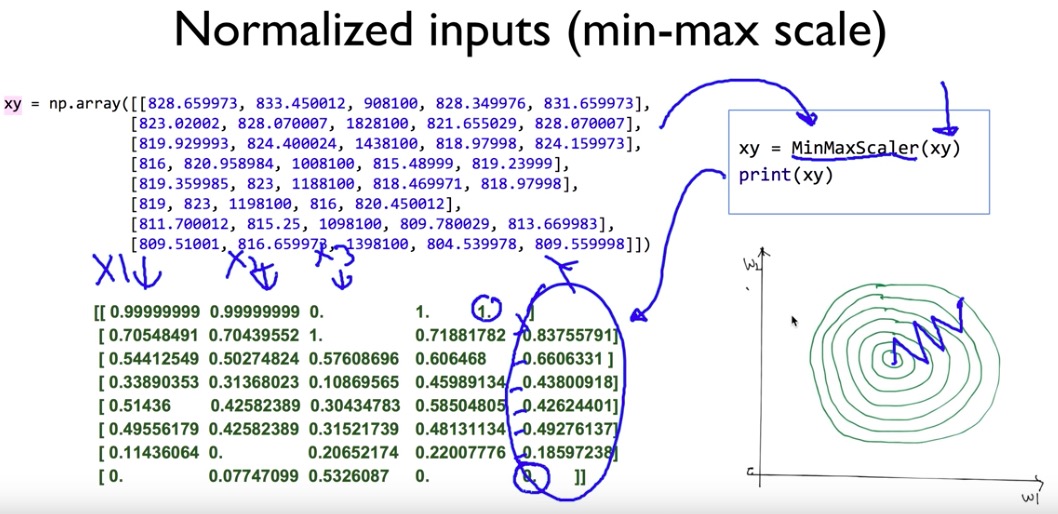 Normalized inputs (min-max scale)
xy = np.array([[828.659973, 833.450012, 908100, 828.349976, 831.659973],
[823.02002, 828.070007, 1828100, 821.655029, 828.070007],
[819.929993, 824.400024, 1438100, 818.97998, 824.159973],
[816, 820.958984, 1008100, 815.48999, 819.23999],
[819.359985, 823, 1188100, 818.469971, 818.97998],
[819, 823, 1198100, 816, 820.450012],
[811.700012, 815.25, 1098100, 809.780029, 813.669983],
[809.51001, 816.659973, 1398100, 804.539978, 809.559998]])
xy = MinMaxScaler(xy)
print(xy)
X1 X2 X3 Y
[[ 0.99999999 0.99999999 0. 1. 1. ]
[ 0.70548491 0.70439552 1. 0.71881782 0.83755791]
[ 0.54412549 0.50274824 0.57608696 0.606468 0.6606331 ]
[ 0.33890353 0.31368023 0.10869565 0.45989134 0.43800918]
[ 0.51436 0.42582389 0.30434783 0.58504805 0.42624401]
[ 0.49556179 0.42582389 0.31521739 0.48131134 0.49276137]
[ 0.11436064 0. 0.20652174 0.22007776 0.18597238]
[ 0. 0.07747099 0.5326087 0. 0. ]]
W2
W1